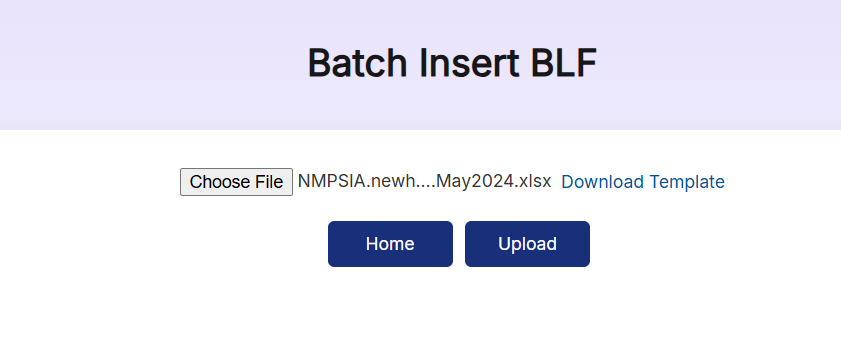 Batch Insert BLF
Choose File NMPSIA.newh....May2024.xlsx Download Template
Home Upload